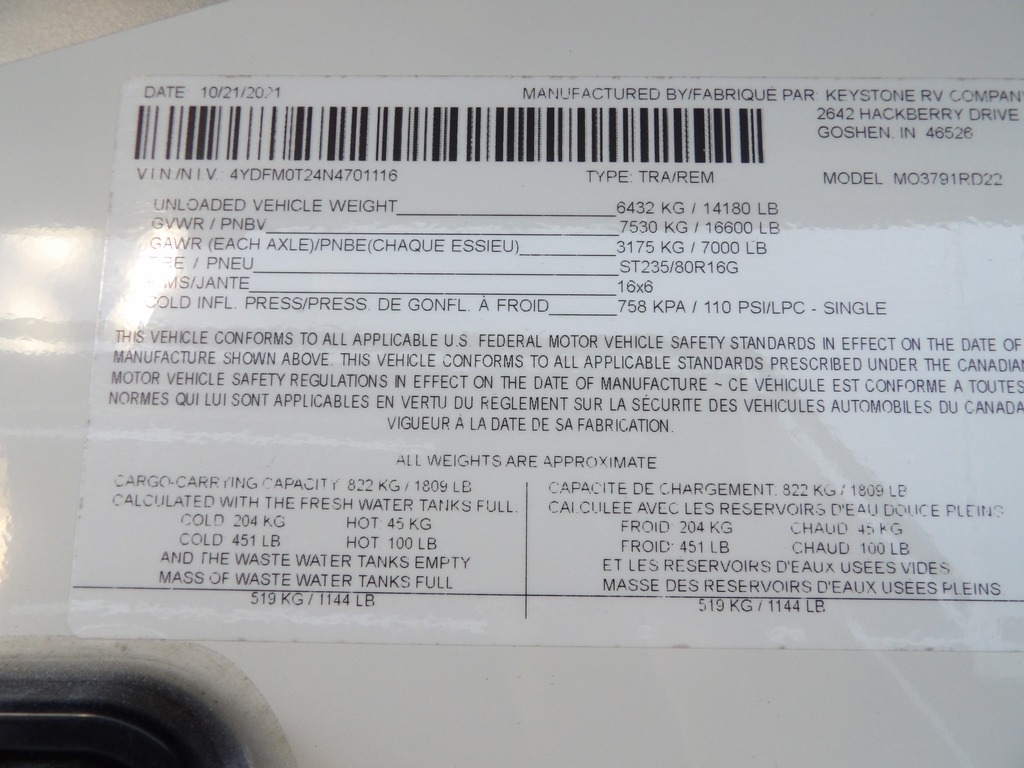 DATE 10/21/2021 MANUFACTURED BY/FABRIQUE PAR: KEYSTONE RV COMPANY
2642 HACKBERRY DRIVE
GOSHEN, IN 46526
V I N /N I V: 4YDFM0T24N4701116 TYPE: TRA/REM MODEL MO3791RD22
UNLOADED VEHICLE WEIGHT 6432 KG / 14180 LB
GVWR / PNBV 7530 KG / 16600 LB
GAWR (EACH AXLE)/PNBE(CHAQUE ESSIEU) 3175 KG / 7000 LB
TIRE / PNEU ST235/80R16G
RIMS/JANTE 16x6
COLD INFL. PRESS/PRESS. DE GONFL. À FROID 758 KPA / 110 PSI/LPC - SINGLE
THIS VEHICLE CONFORMS TO ALL APPLICABLE U.S. FEDERAL MOTOR VEHICLE SAFETY STANDARDS IN EFFECT ON THE DATE OF
MANUFACTURE SHOWN ABOVE. THIS VEHICLE CONFORMS TO ALL APPLICABLE STANDARDS PRESCRIBED UNDER THE CANADIAN
MOTOR VEHICLE SAFETY REGULATIONS IN EFFECT ON THE DATE OF MANUFACTURE ~ CE VÉHICULE EST CONFORME A TOUTES
NORMES QUI LUI SONT APPLICABLES EN VERTU DU REGLEMENT SUR LA SÉCURITE DES VEHICULES AUTOMOBILES DU CANADA
VIGUEUR À LA DATE DE SA FABRICATION.
ALL WEIGHTS ARE APPROXIMATE
CARGO-CARRYING CAPACITY 822 KG / 1809 LB
CALCULATED WITH THE FRESH WATER TANKS FULL.
COLD 204 KG HOT: 45 KG
COLD 451 LB HOT 100 LB
AND THE WASTE WATER TANKS EMPTY
MASS OF WASTE WATER TANKS FULL
519 KG / 1144 LB
CAPACITE DE CHARGEMENT. 822 KG / 1809 LB
CALCULEE AVEC LES RESERVOIRS D'EAU DOUCE PLEINS
FROID: 204 KG CHAUD 45 KG
FROID: 451 LB CHAUD 100 LB
ET LES RESERVOIRS D'EAUX USÉES VIDES
MASSE DES RESERVOIRS D'EAUX USÉES PLEINS
519 KG / 1144 LB